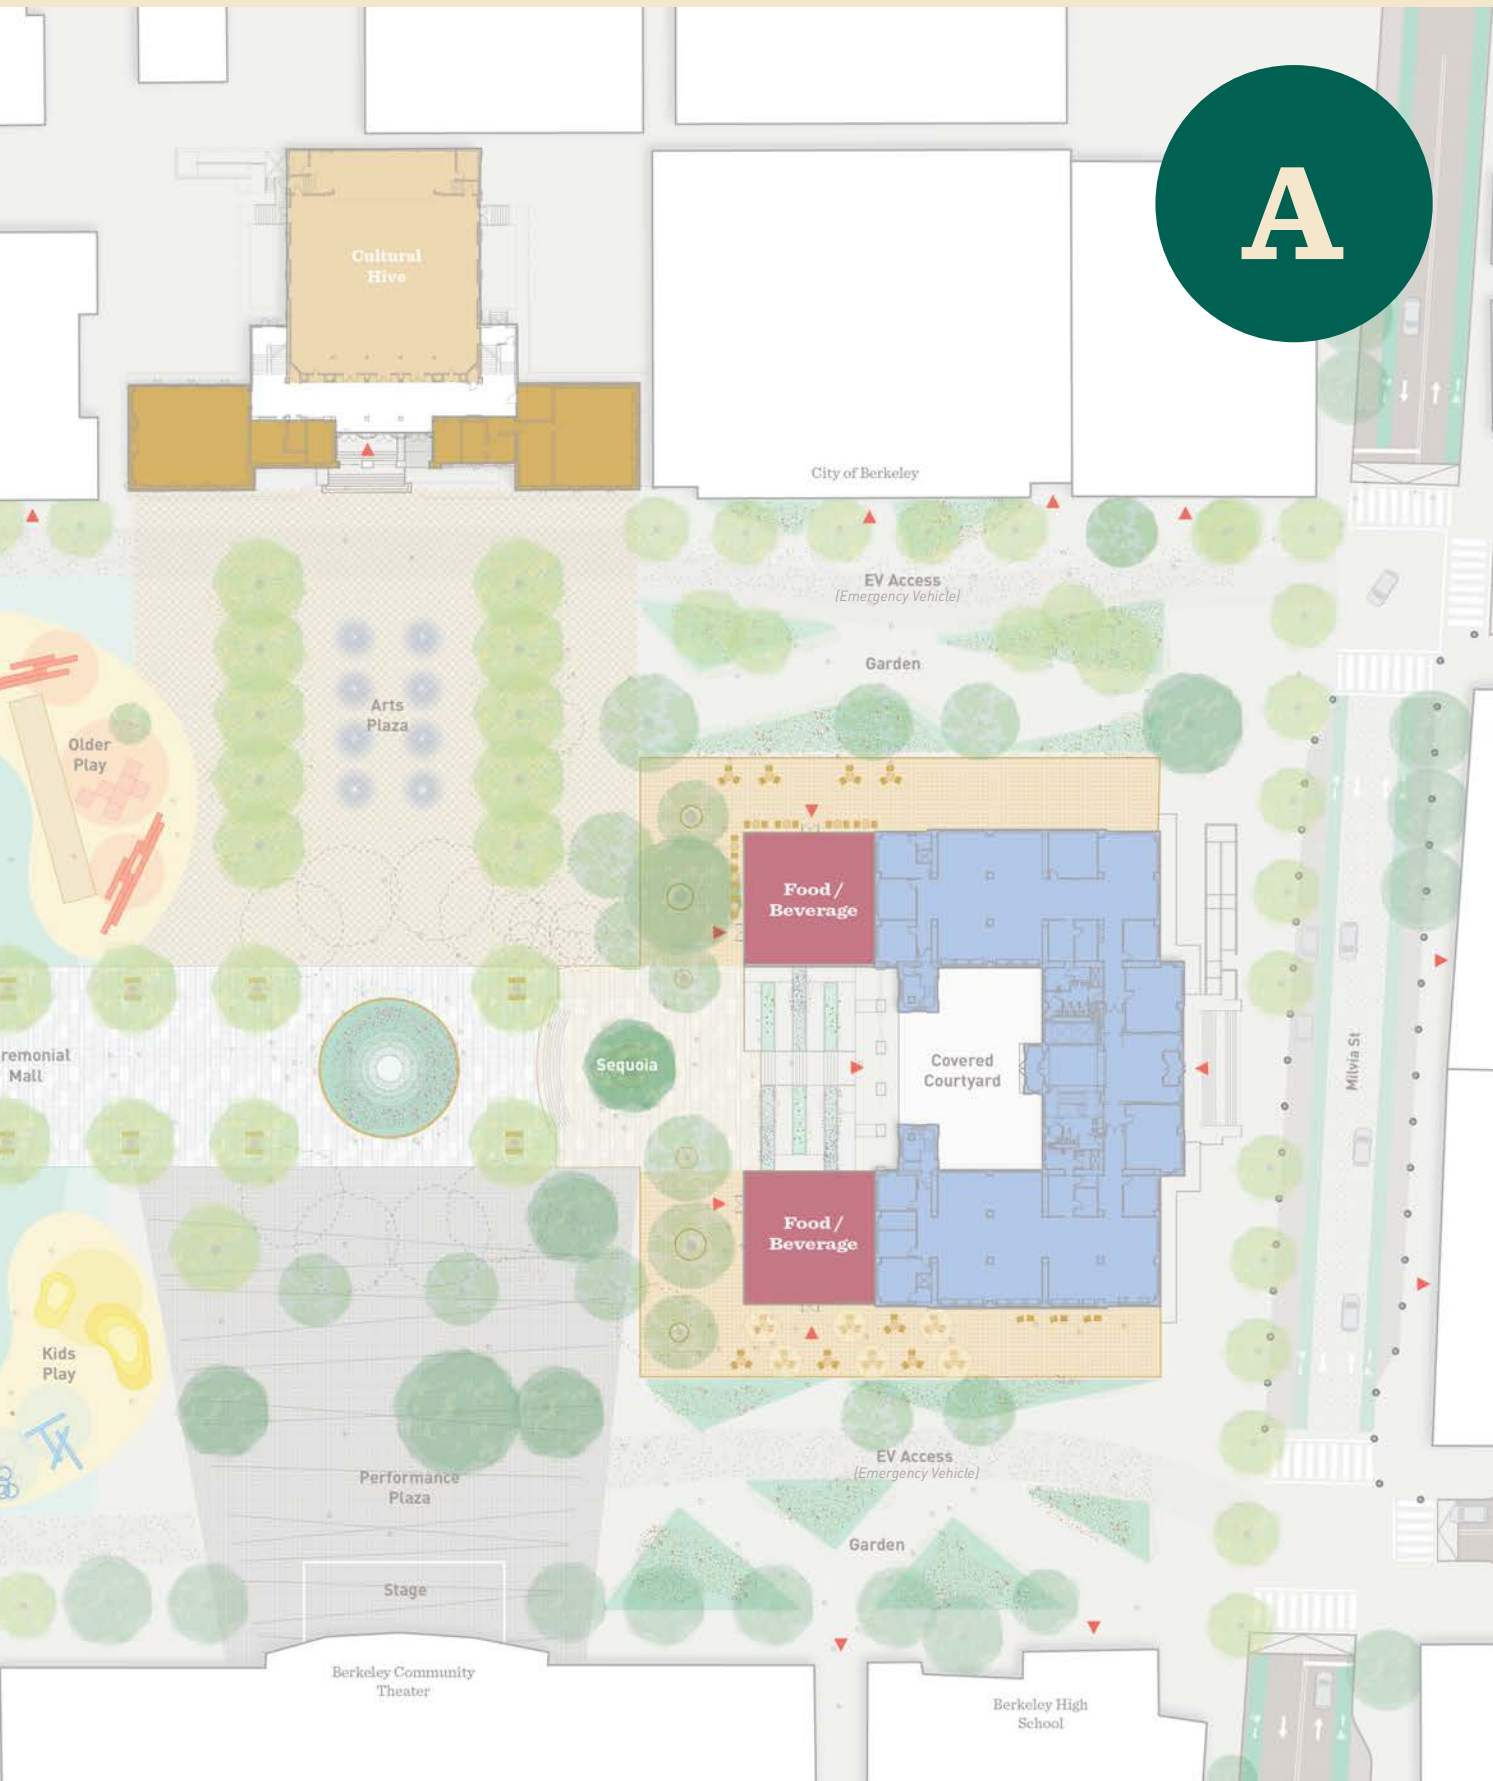 A
Cultural
Hive
City of Berkeley
EV Access
(Emergency Vehicle)
Garden
Arts
Plaza
Older
Play
Food /
Beverage
remonial
Mall
Sequoia
Covered
Courtyard
Milvia St
Food /
Beverage
Kids
Play
EV Access
(Emergency Vehicle)
Performance
Plaza
Garden
Stage
Berkeley Community
Theater
Berkeley High
School